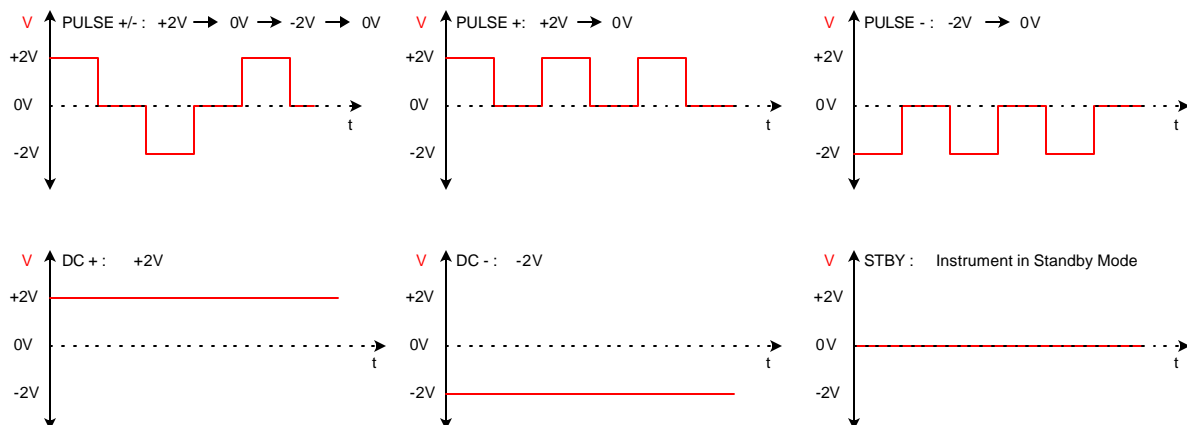 V PULSE +/- : +2V 0V -2V 0V
+2V
0V
-2V
t
V PULSE +: +2V 0V
+2V
0V
-2V
t
V PULSE - : -2V 0V
+2V
0V
-2V
t
V DC + : +2V
+2V
0V
-2V
t
V DC - : -2V
+2V
0V
-2V
t
V STBY : Instrument in Standby Mode
+2V
0V
-2V
t